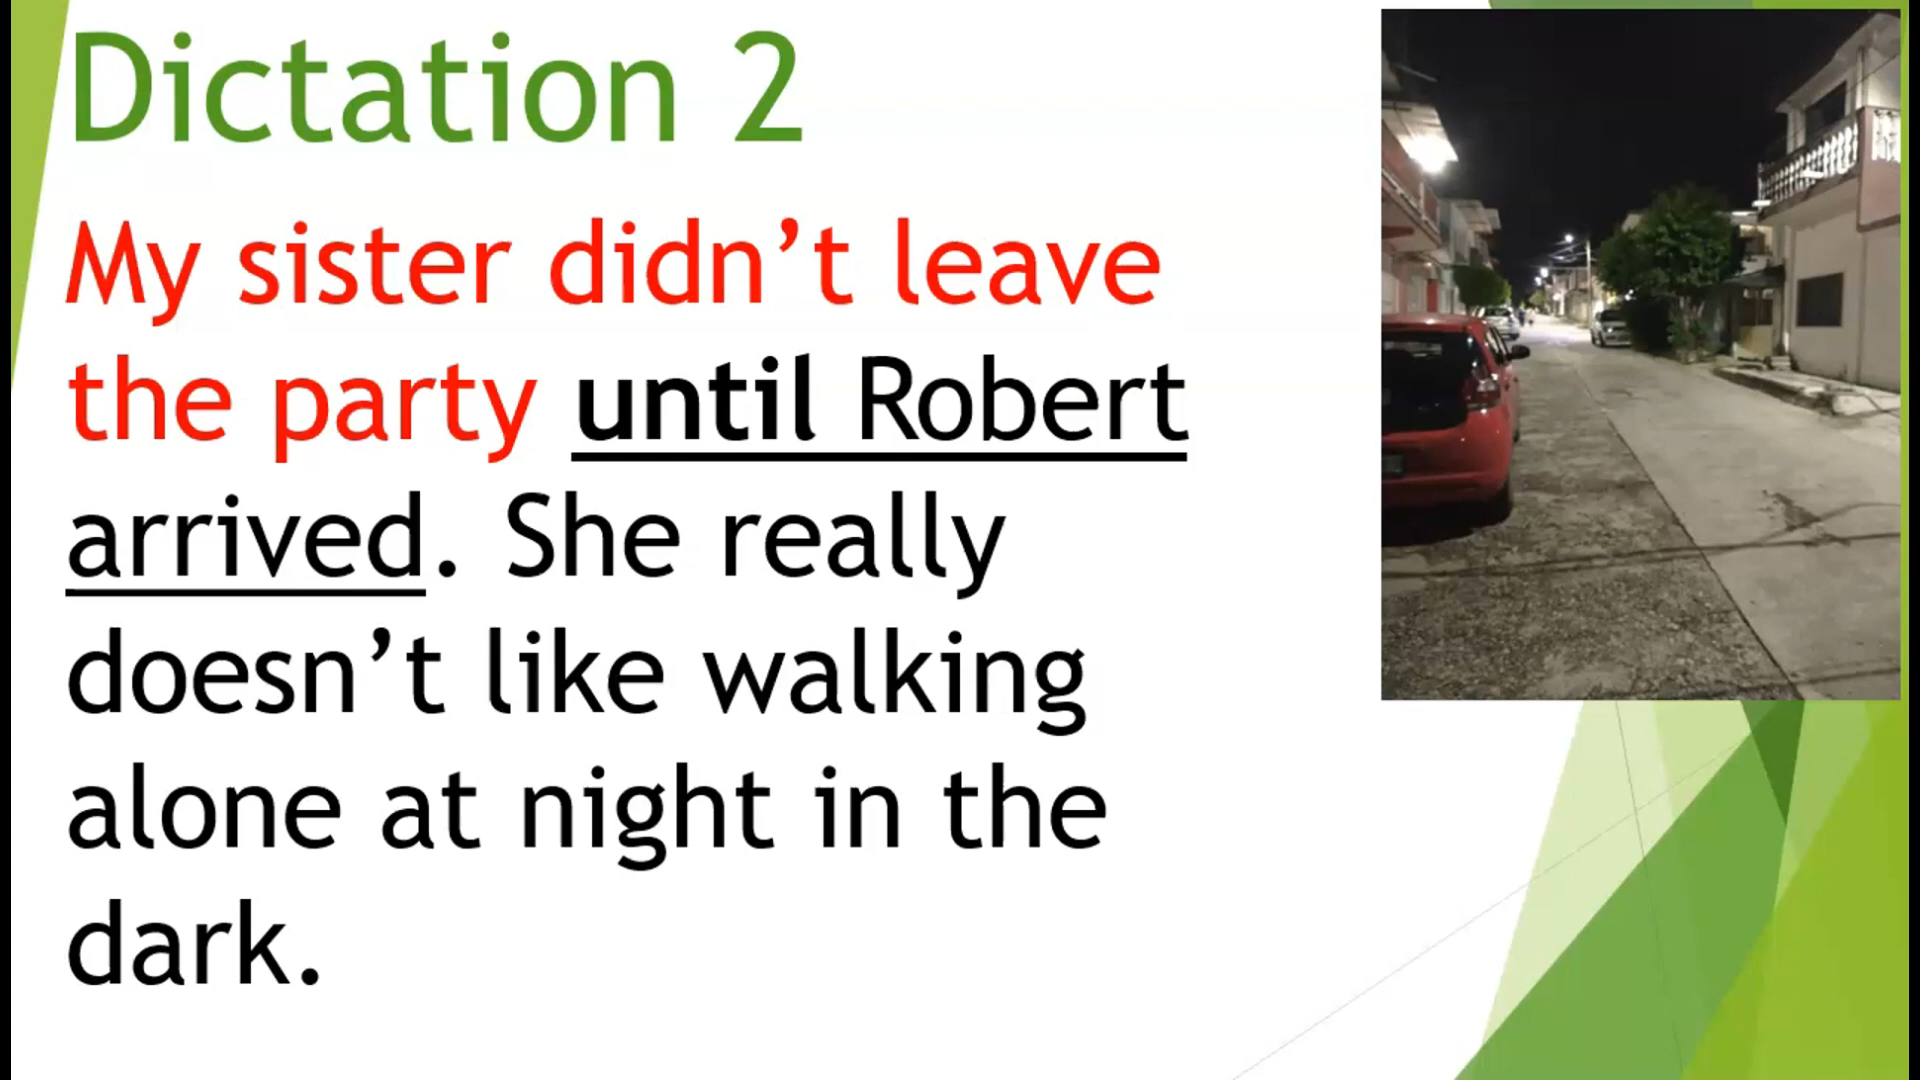 Dictation 2
My sister didn’t leave
the party until Robert
arrived. She really
doesn’t like walking
alone at night in the
dark.